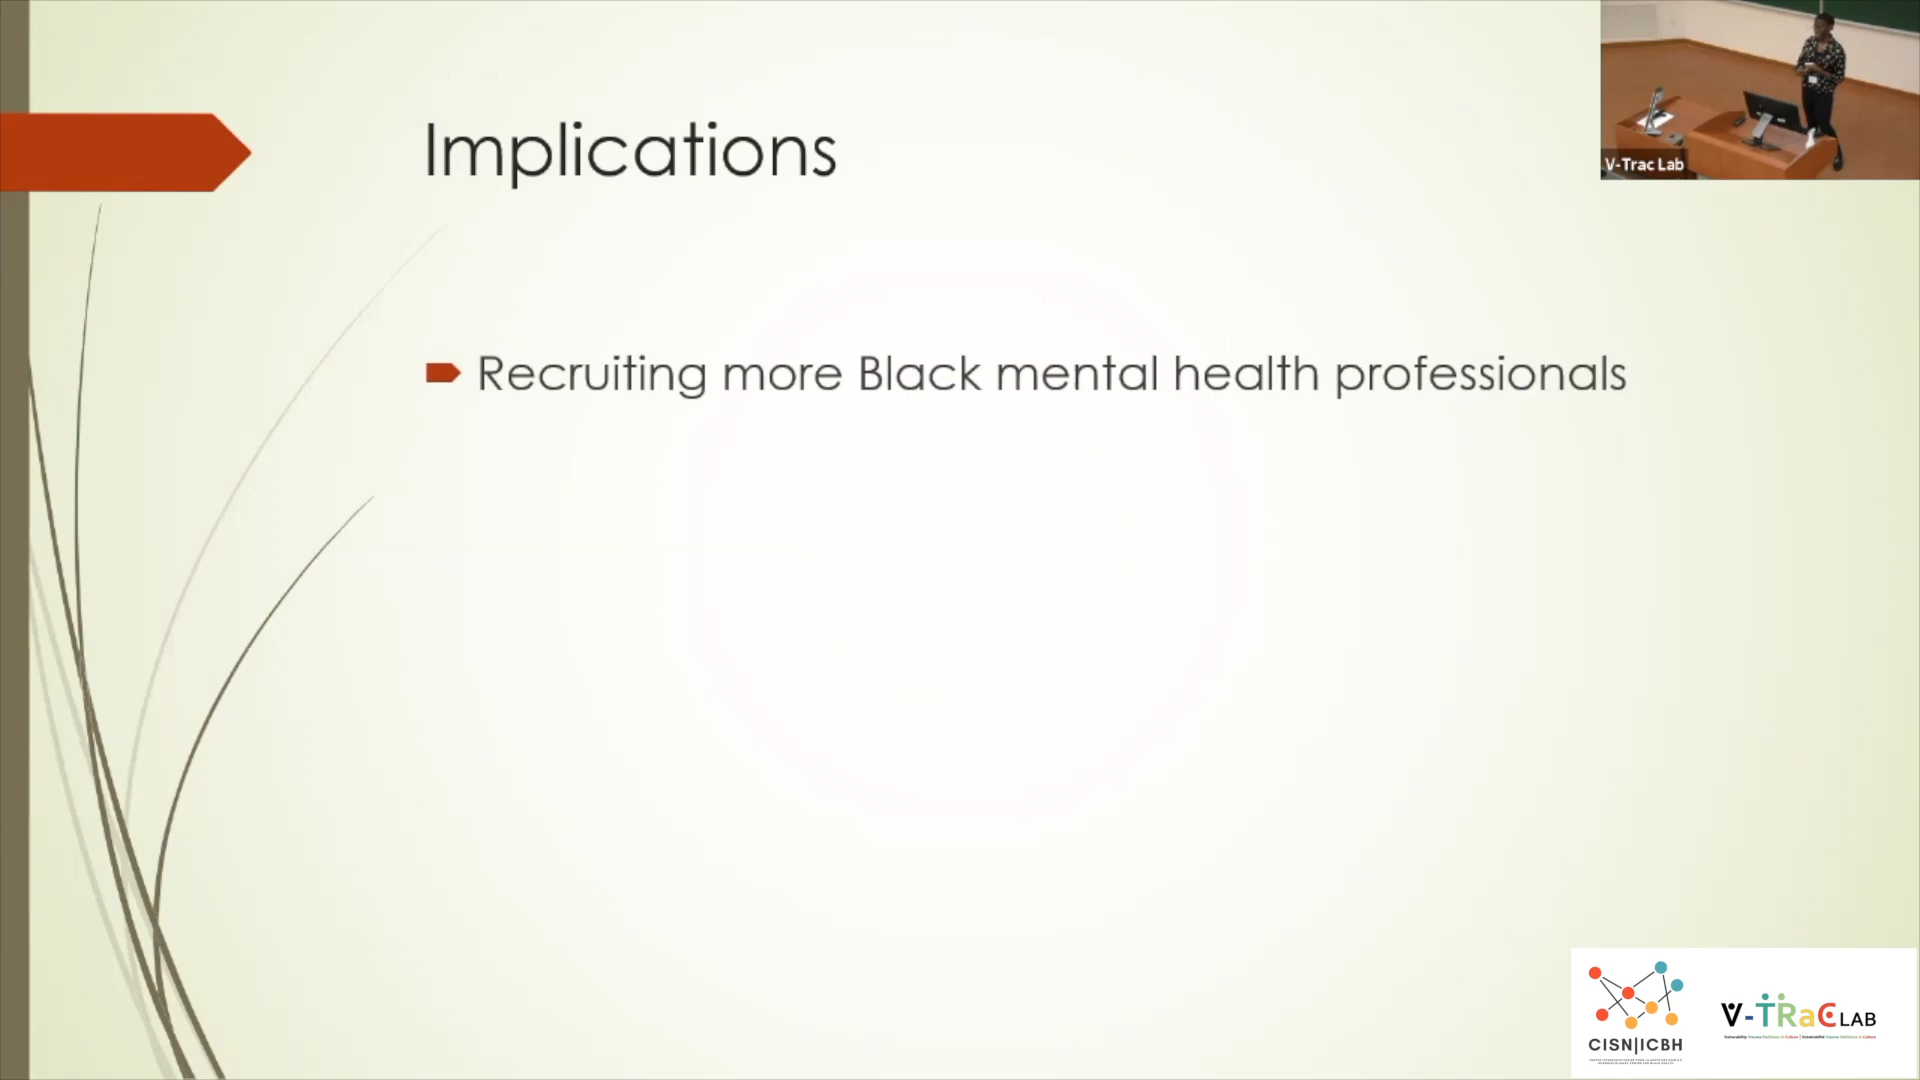 Implications
Recruiting more Black mental health professionals
V-Trac Lab
CISN|ICBH
V-TRaC LAB